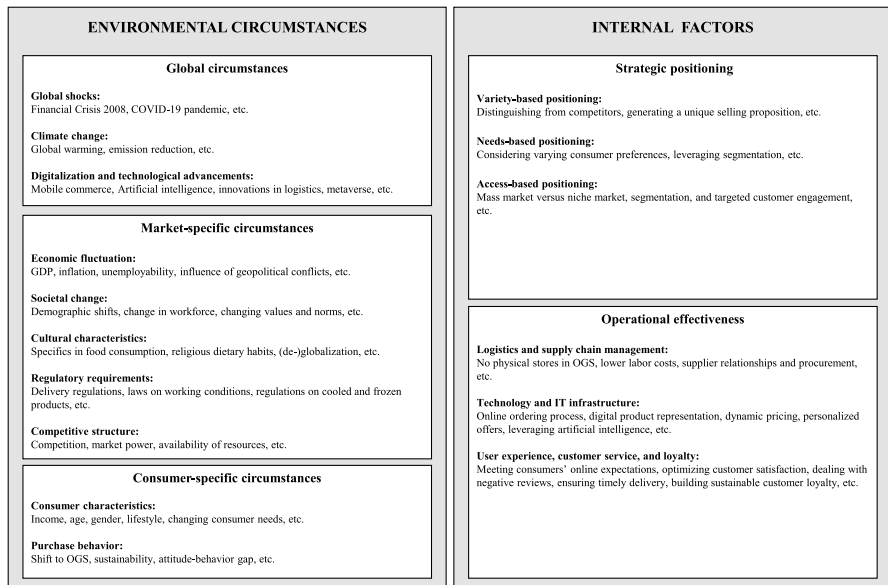 ENVIRONMENTAL CIRCUMSTANCES
Global circumstances
Global shocks:
Financial Crisis 2008, COVID-19 pandemic, etc.
Climate change:
Global warming, emission reduction, etc.
Digitalization and technological advancements:
Mobile commerce, Artificial intelligence, innovations in logistics, metaverse, etc.
Market-specific circumstances
Economic fluctuation:
GDP, inflation, unemployability, influence of geopolitical conflicts, etc.
Societal change:
Demographic shifts, change in workforce, changing values and norms, etc.
Cultural characteristics:
Specifics in food consumption, religious dietary habits, (de-)globalization, etc.
Regulatory requirements:
Delivery regulations, laws on working conditions, regulations on cooled and frozen
products, etc.
Competitive structure:
Competition, market power, availability of resources, etc.
Consumer-specific circumstances
Consumer characteristics:
Income, age, gender, lifestyle, changing consumer needs, etc.
Purchase behavior:
Shift to OGS, sustainability, attitude-behavior gap, etc.
INTERNAL FACTORS
Strategic positioning
Variety-based positioning:
Distinguishing from competitors, generating a unique selling proposition, etc.
Needs-based positioning:
Considering varying consumer preferences, leveraging segmentation, etc.
Access-based positioning:
Mass market versus niche market, segmentation, and targeted customer engagement,
etc.
Operational effectiveness
Logistics and supply chain management:
No physical stores in OGS, lower labor costs, supplier relationships and procurement,
etc.
Technology and IT infrastructure:
Online ordering process, digital product representation, dynamic pricing, personalized
offers, leveraging artificial intelligence, etc.
User experience, customer service, and loyalty:
Meeting consumers' online expectations, optimizing customer satisfaction, dealing with
negative reviews, ensuring timely delivery, building sustainable customer loyalty, etc.